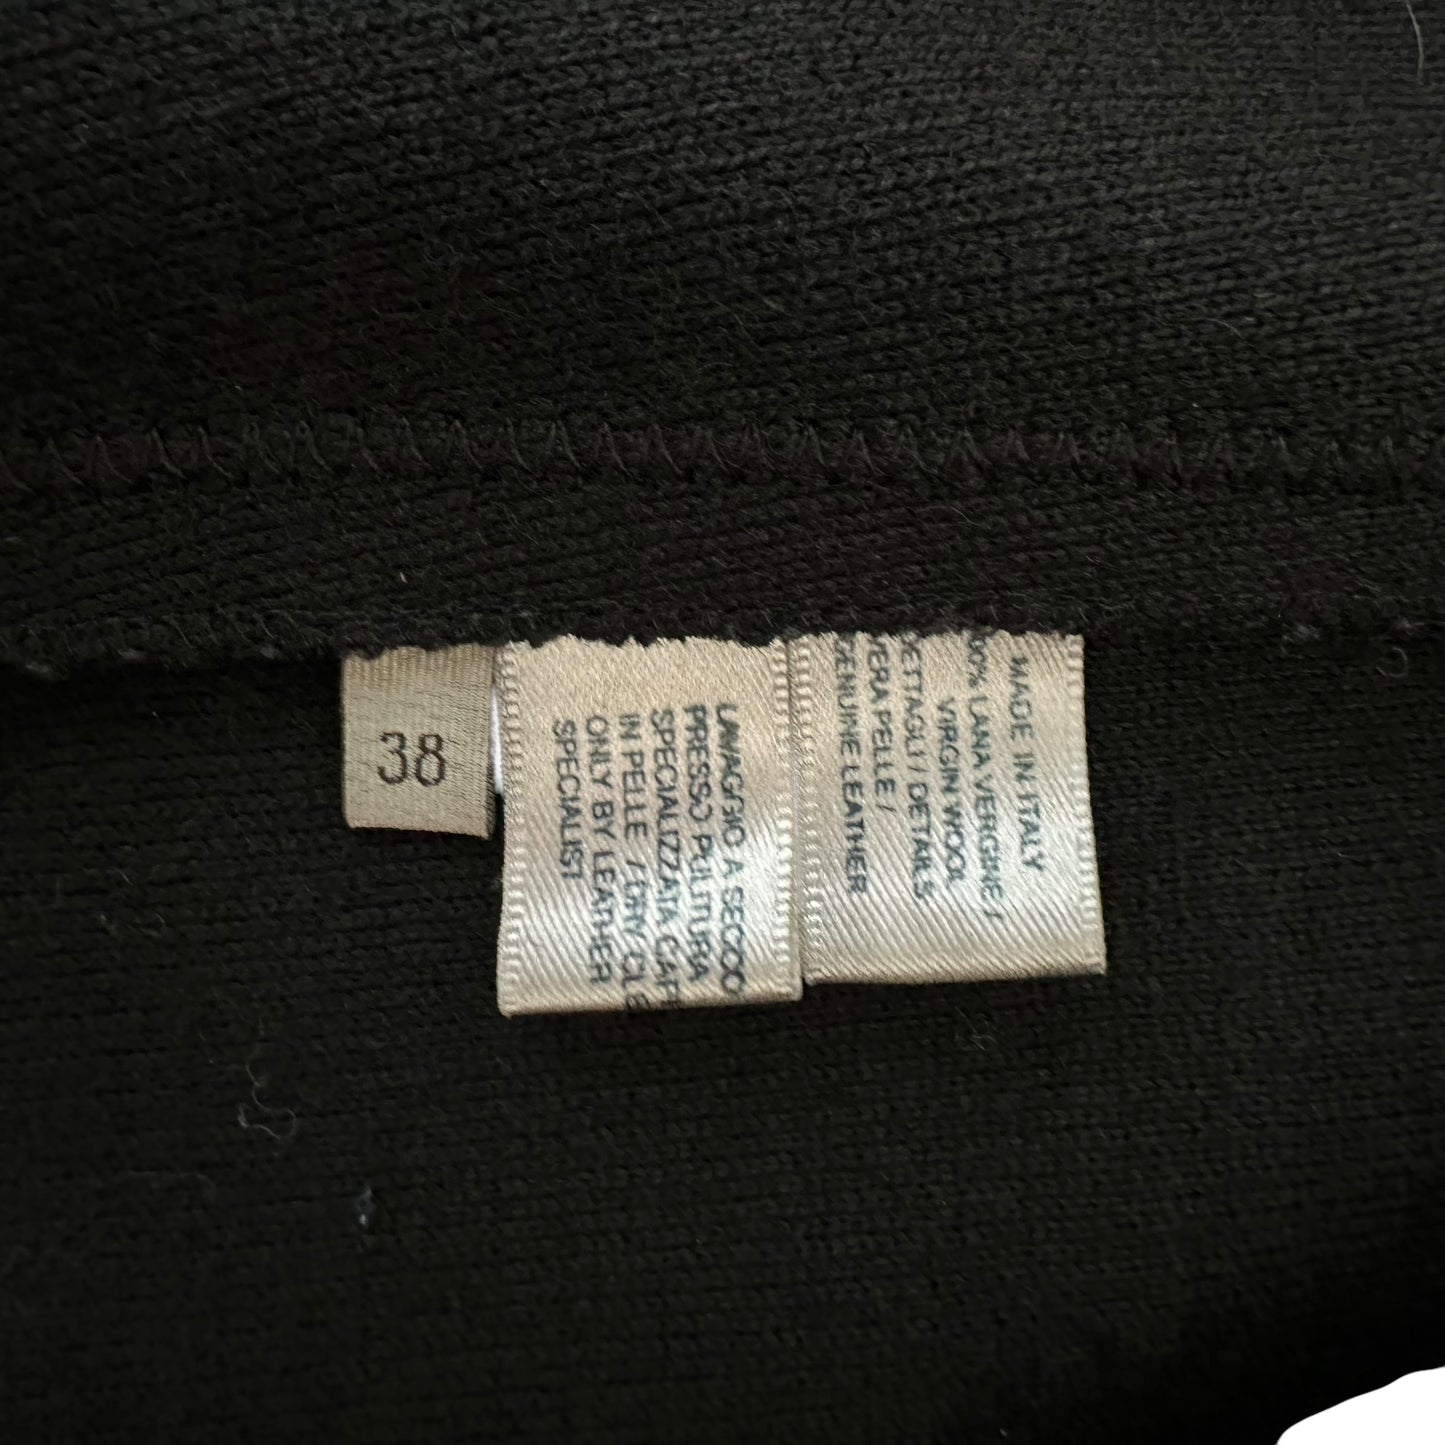 38
LAVAGGIO A SECCO
PRESSO PULITURA
SPECIALIZZATA CAP
IN PELLE / DRY CLE
ONLY BY LEATHER
SPECIALIST
MADE IN ITALY
00% LANA VERGINE /
VIRGIN WOOL
DETTAGLI / DETAILS
VERA PELLE /
GENUINE LEATHER